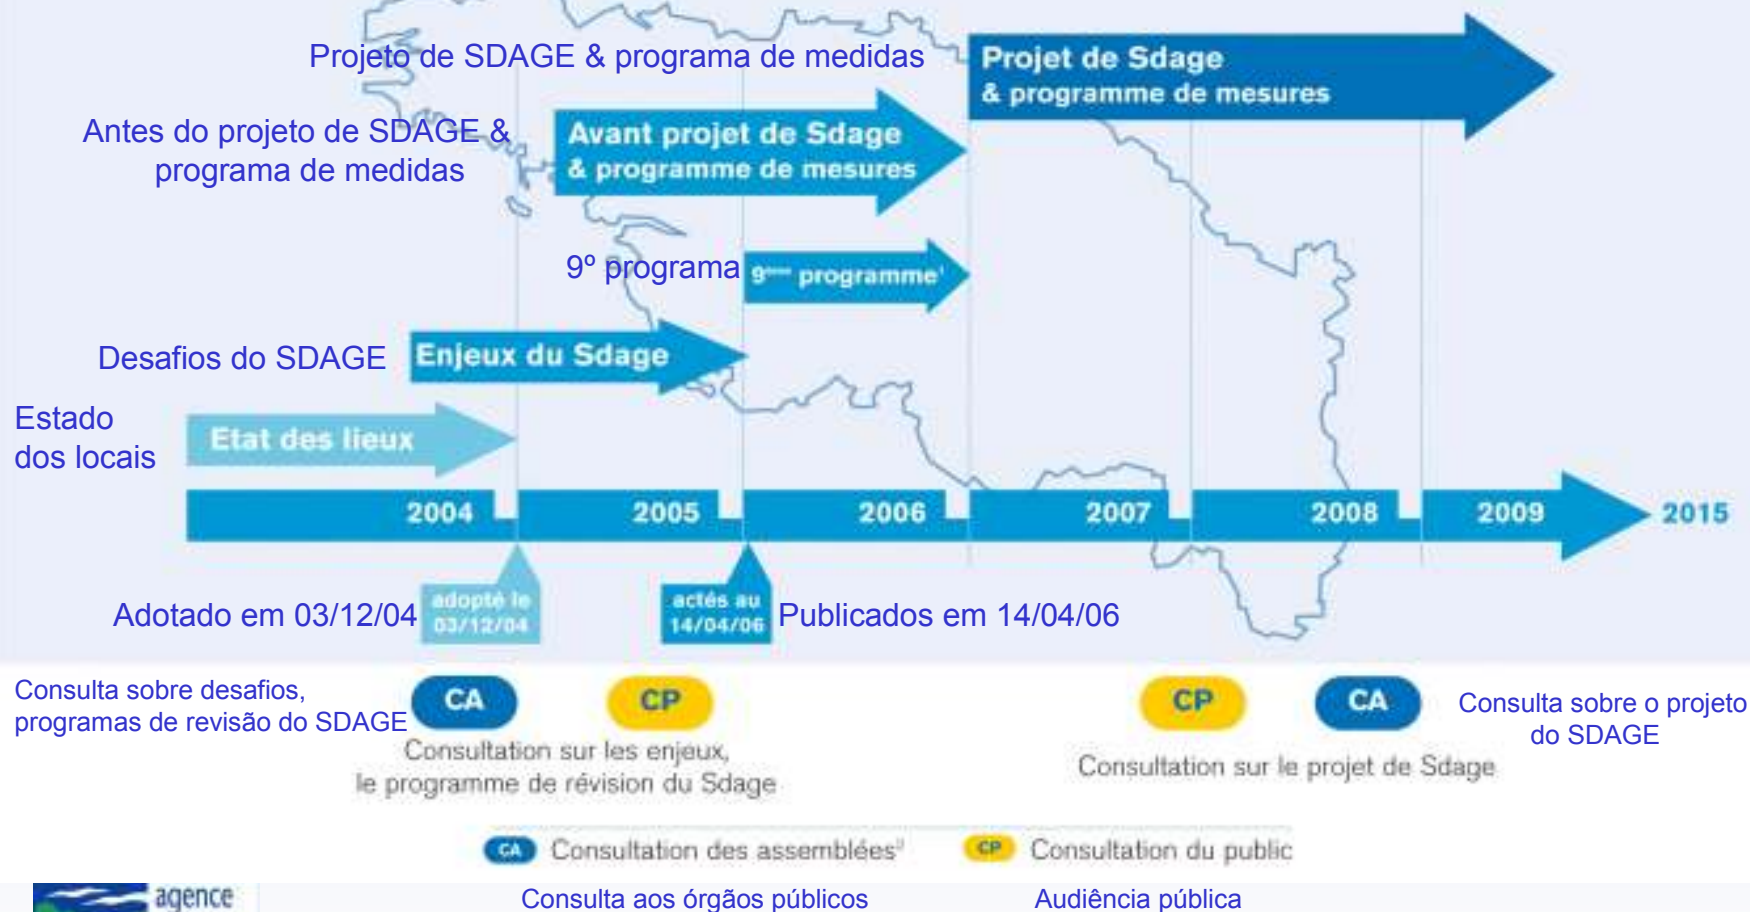 Projeto de SDAGE & programa de medidas
Projet de Sdage
& programme de mesures
Antes do projeto de SDAGE &
programa de medidas
Avant projet de Sdage
& programme de mesures
9º programa
9ème programme¹
Desafios do SDAGE
Enjeux du Sdage
Estado
dos locais
Etat des lieux
2004 2005 2006 2007 2008 2009 2015
Adotado em 03/12/04
adopté le
03/12/04
actés au
14/04/06
Publicados em 14/04/06
Consulta sobre desafios,
programas de revisão do SDAGE
CA CP
Consultation sur les enjeux,
le programme de révision du Sdage
CP CA
Consultation sur le projet de Sdage
Consulta sobre o projeto
do SDAGE
CA Consultation des assemblées²
CP Consultation du public
agence
Consulta aos órgãos públicos
Audiência pública